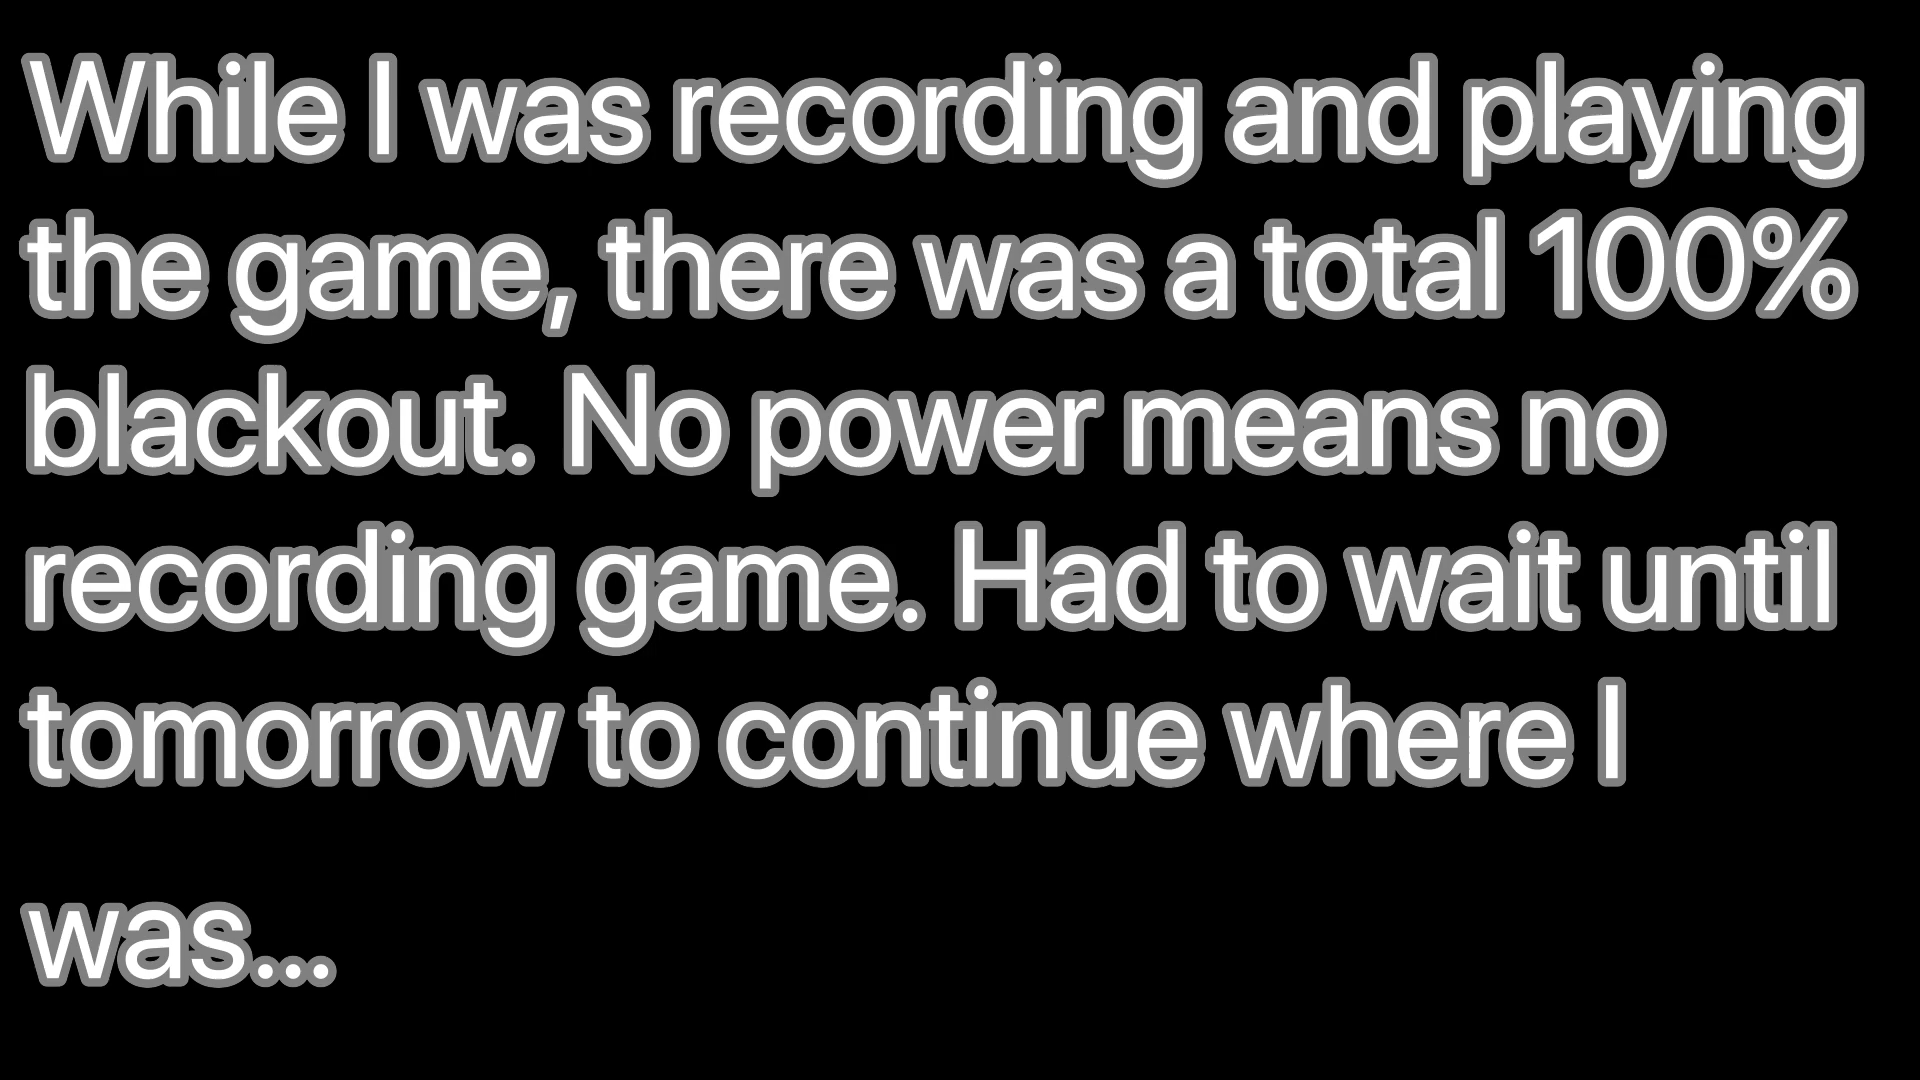 While I was recording and playing
the game, there was a total 100%
blackout. No power means no
recording game. Had to wait until
tomorrow to continue where I
was...